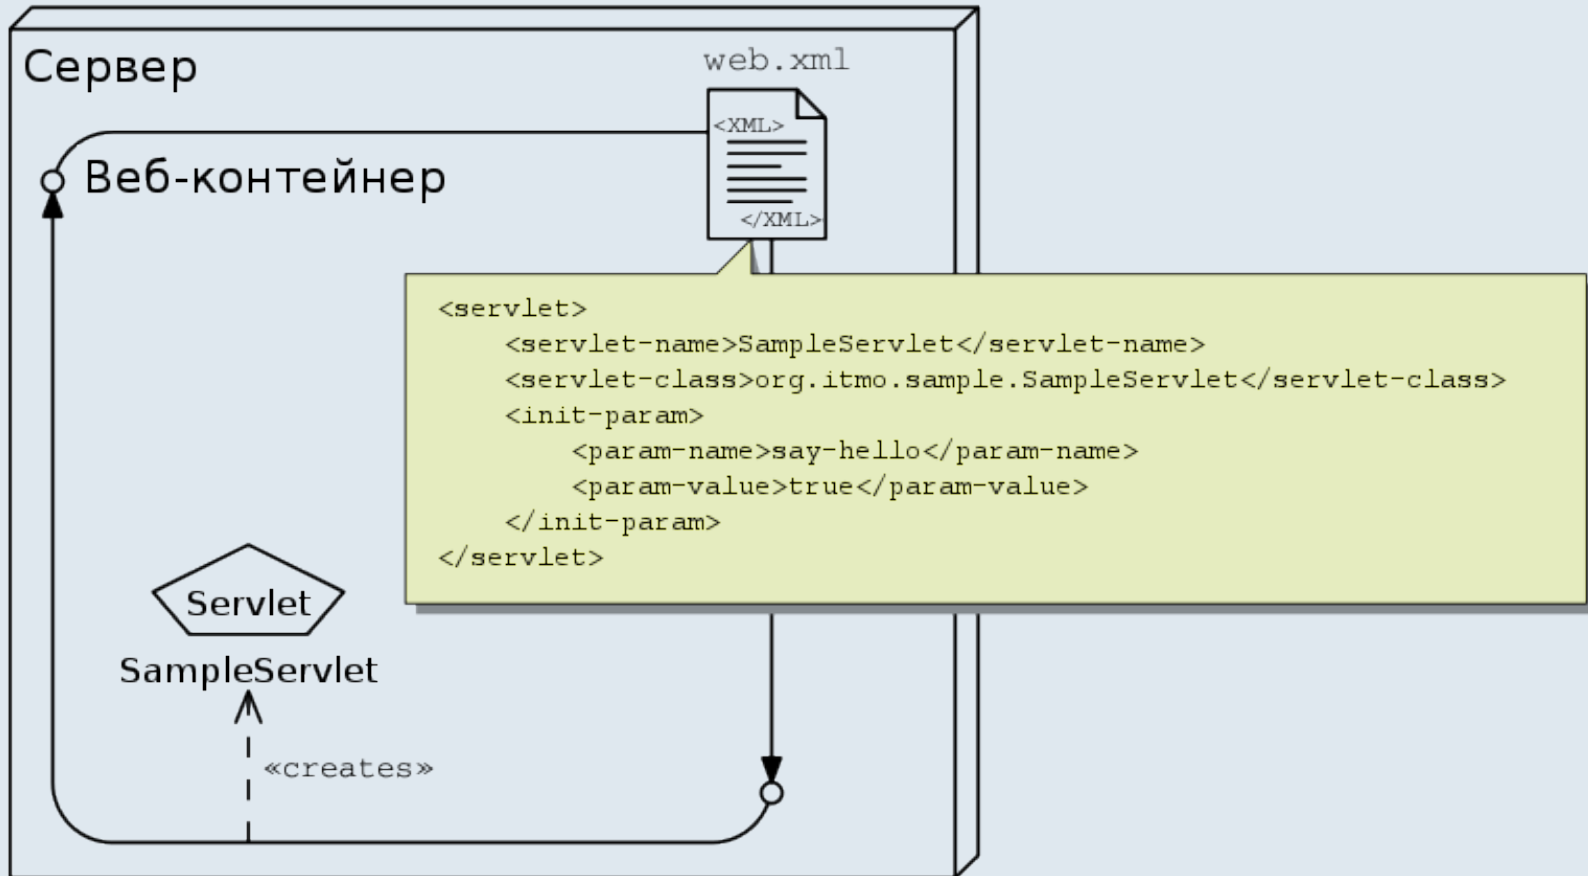 Сервер
web.xml
<XML>
</XML>
Веб-контейнер
<servlet>
<servlet-name>SampleServlet</servlet-name>
<servlet-class>org.itmo.sample.SampleServlet</servlet-class>
<init-param>
<param-name>say-hello</param-name>
<param-value>true</param-value>
</init-param>
</servlet>
Servlet
SampleServlet
«creates»